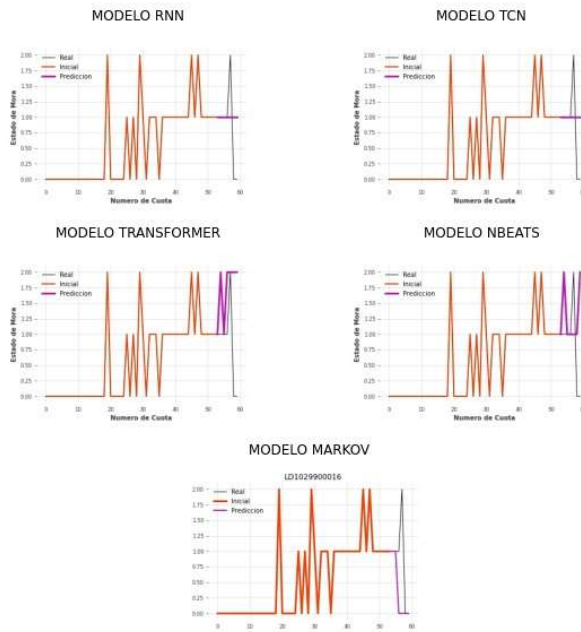 MODELO RNN
MODELO TCN
Real
Inicial
Prediccion
Estado de Mora
2.00
1.75
1.50
1.25
1.00
0.75
0.50
0.25
0.00
0 10 20 30 40 50 60
Numero de Cuota
Real
Inicial
Prediccion
Estado de Mora
2.00
1.75
1.50
1.25
1.00
0.75
0.50
0.25
0.00
0 10 20 30 40 50
Numero de Cuota
MODELO TRANSFORMER
MODELO NBEATS
Real
Inicial
Prediccion
Estado de Mora
2.00
1.75
1.50
1.25
1.00
0.75
0.50
0.25
0.00
0 10 20 30 40 50 60
Numero de Cuota
Real
Inicial
Prediccion
Estado de Mora
2.00
1.75
1.50
1.25
1.00
0.75
0.50
0.25
0.00
0 10 20 30 40 50
Numero de Cuota
MODELO MARKOV
LD1029900016
Real
Inicial
Prediccion
2.00
1.75
1.50
1.25
1.00
0.75
0.50
0.25
0.00
0 10 20 30 40 50 60